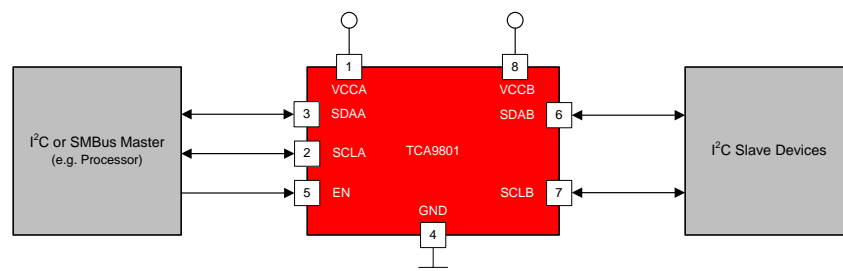 1
8
VCCA
VCCB
3
SDAA
SDAB
6
I²C or SMBus Master
(e.g. Processor)
2
SCLA
TCA9801
I²C Slave Devices
5
EN
SCLB
7
GND
4